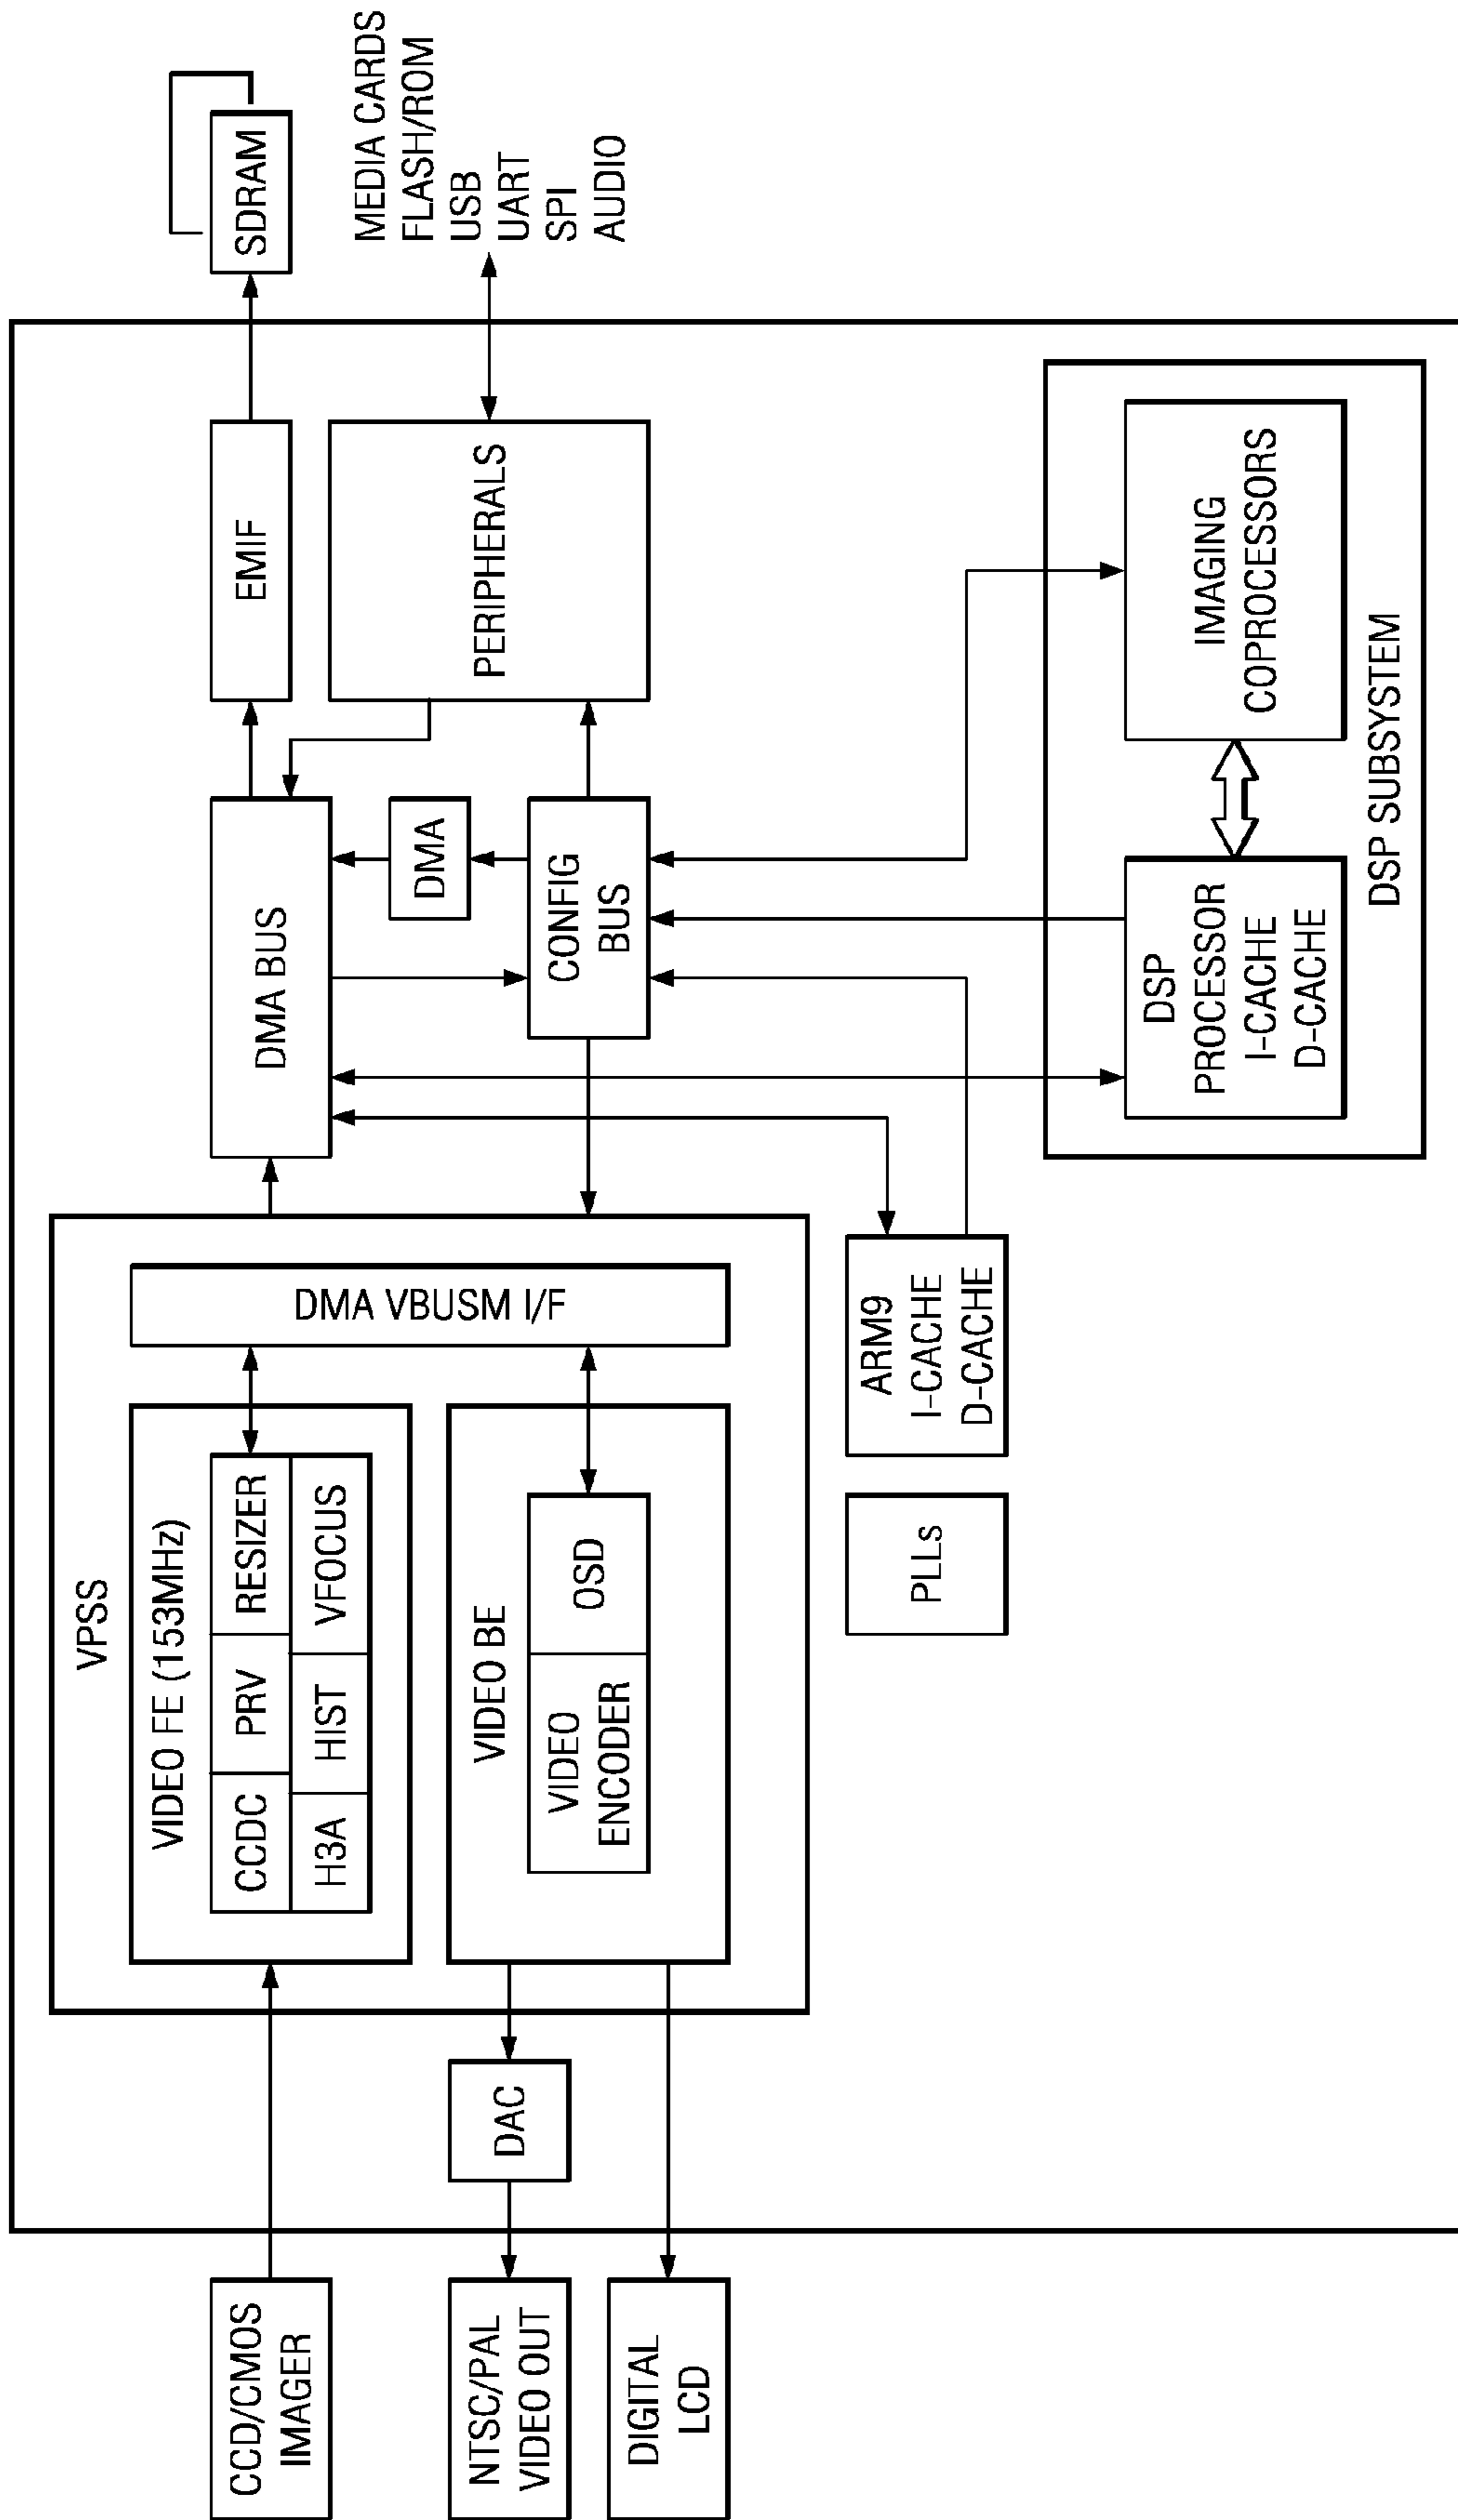 CCD/CMOS
IMAGER
NTSC/PAL
VIDEO OUT
DIGITAL
LCD
DAC
VPSS
VIDEO FE (153MHz)
CCDC
PRV
RESIZER
H3A
HIST
VFOCUS
VIDEO BE
VIDEO
ENCODER
OSD
DMA VBUSM I/F
PLLs
ARM9
I-CACHE
D-CACHE
DMA BUS
DMA
CONFIG
BUS
EMIF
PERIPHERALS
SDRAM
MEDIA CARDS
FLASH/ROM
USB
UART
SPI
AUDIO
DSP
PROCESSOR
I-CACHE
D-CACHE
IMAGING
COPROCESSORS
DSP SUBSYSTEM